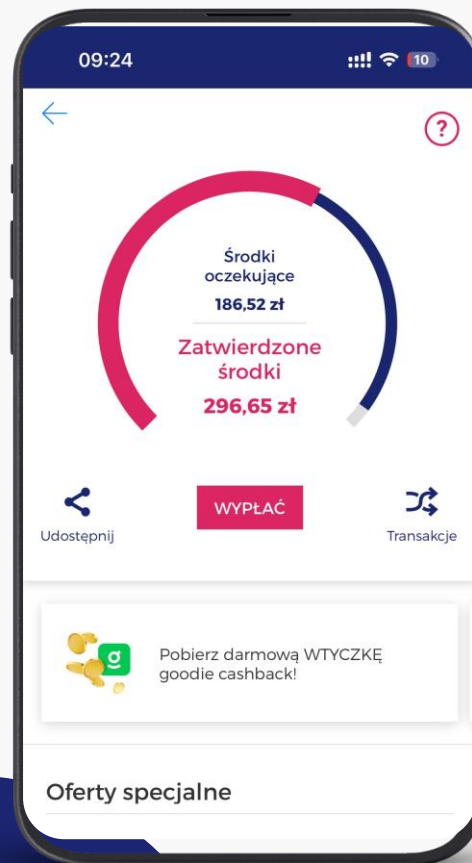 09:24
10
?
Środki
oczekujące
186,52 zł
Zatwierdzone
środki
296,65 zł
WYPŁAĆ
Udostępnij
Transakcje
g
Pobierz darmową WTYCZKĘ
goodie cashback!
Oferty specjalne